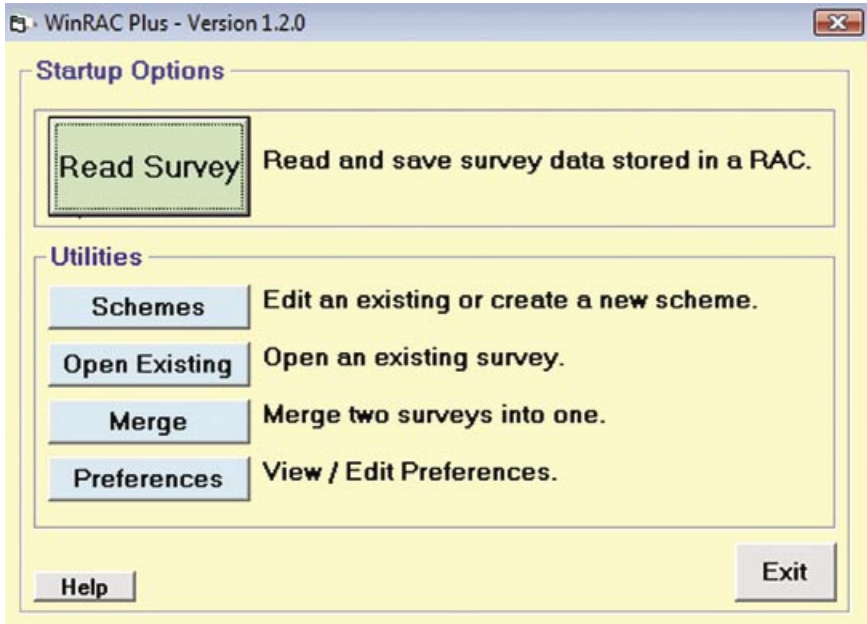 WinRAC Plus - Version 1.2.0
Startup Options
Read Survey Read and save survey data stored in a RAC.
Utilities
Schemes Edit an existing or create a new scheme.
Open Existing Open an existing survey.
Merge Merge two surveys into one.
Preferences View / Edit Preferences.
Help Exit